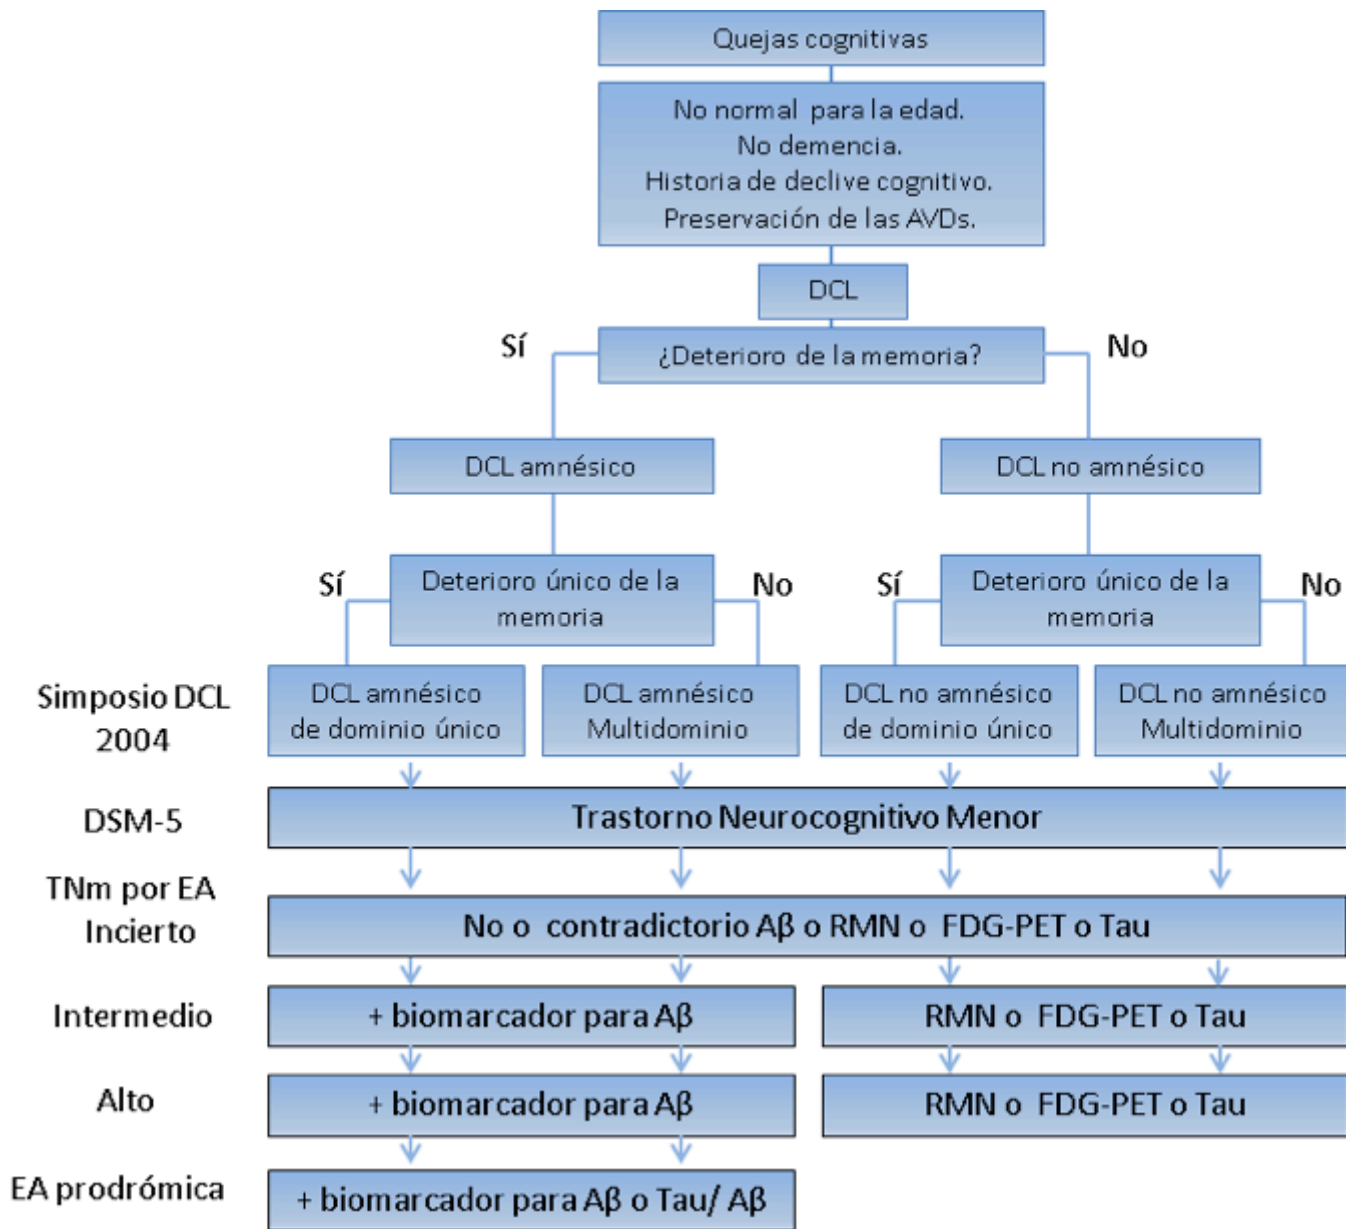 Quejas cognitivas
No normal para la edad.
No demencia.
Historia de declive cognitivo.
Preservación de las AVDs.
DCL
Sí
¿Deterioro de la memoria?
No
DCL amnésico
DCL no amnésico
Sí
Deterioro único de la
memoria
No
Sí
Deterioro único de la
memoria
No
Simposio DCL
2004
DCL amnésico
de dominio único
DCL amnésico
Multidominio
DCL no amnésico
de dominio único
DCL no amnésico
Multidominio
DSM-5
Trastorno Neurocognitivo Menor
TNm por EA
Incierto
No o contradictorio Aβ o RMN o FDG-PET o Tau
Intermedio
+ biomarcador para Aβ
RMN o FDG-PET o Tau
Alto
+ biomarcador para Aβ
RMN o FDG-PET o Tau
EA prodrómica
+ biomarcador para Aβ o Tau/ Aβ